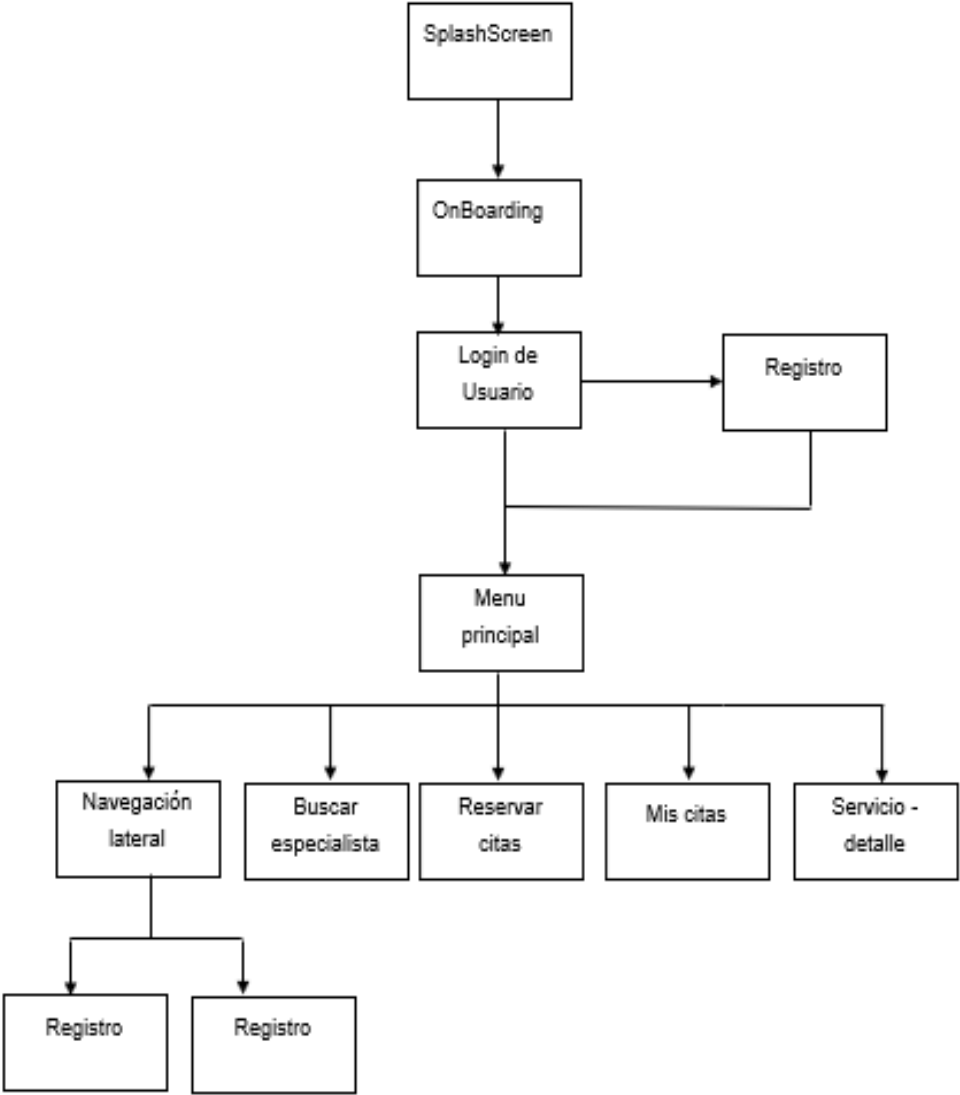 SplashScreen
OnBoarding
Login de
Usuario
Registro
Menu
principal
Navegación
lateral
Buscar
especialista
Reservar
citas
Mis citas
Servicio -
detalle
Registro
Registro